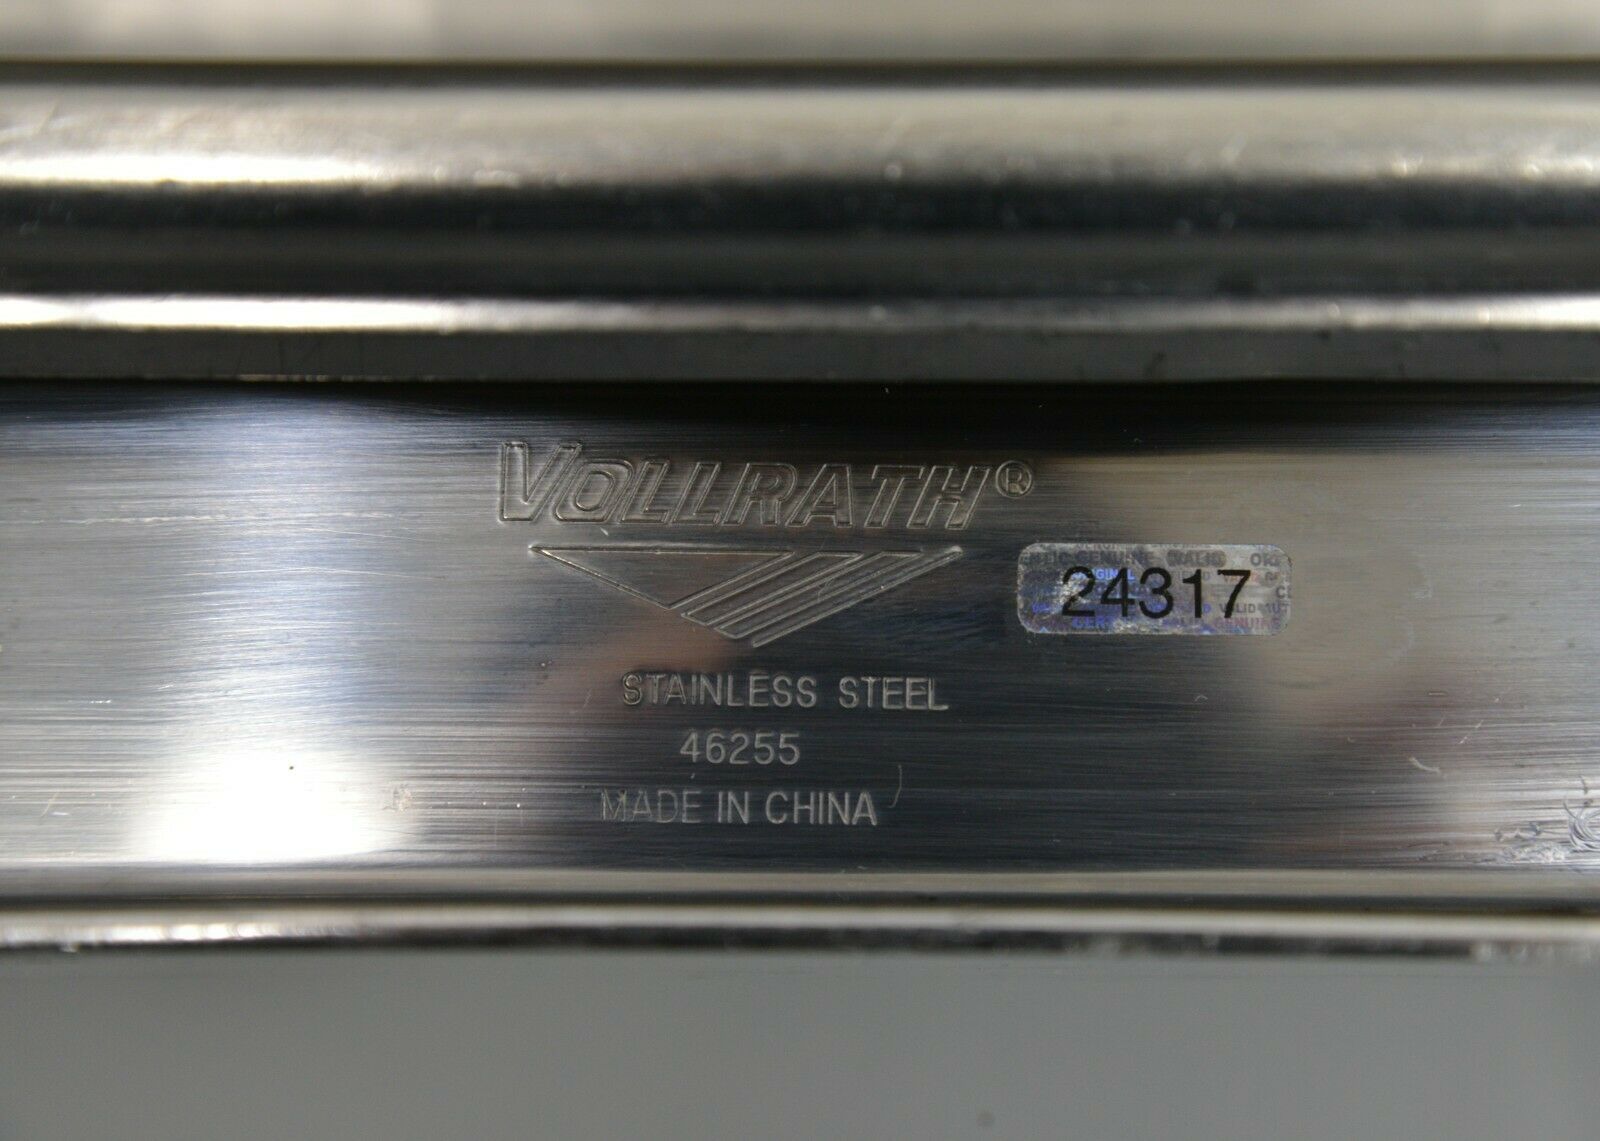 VOLLRATH®
24317
STAINLESS STEEL
46255
MADE IN CHINA